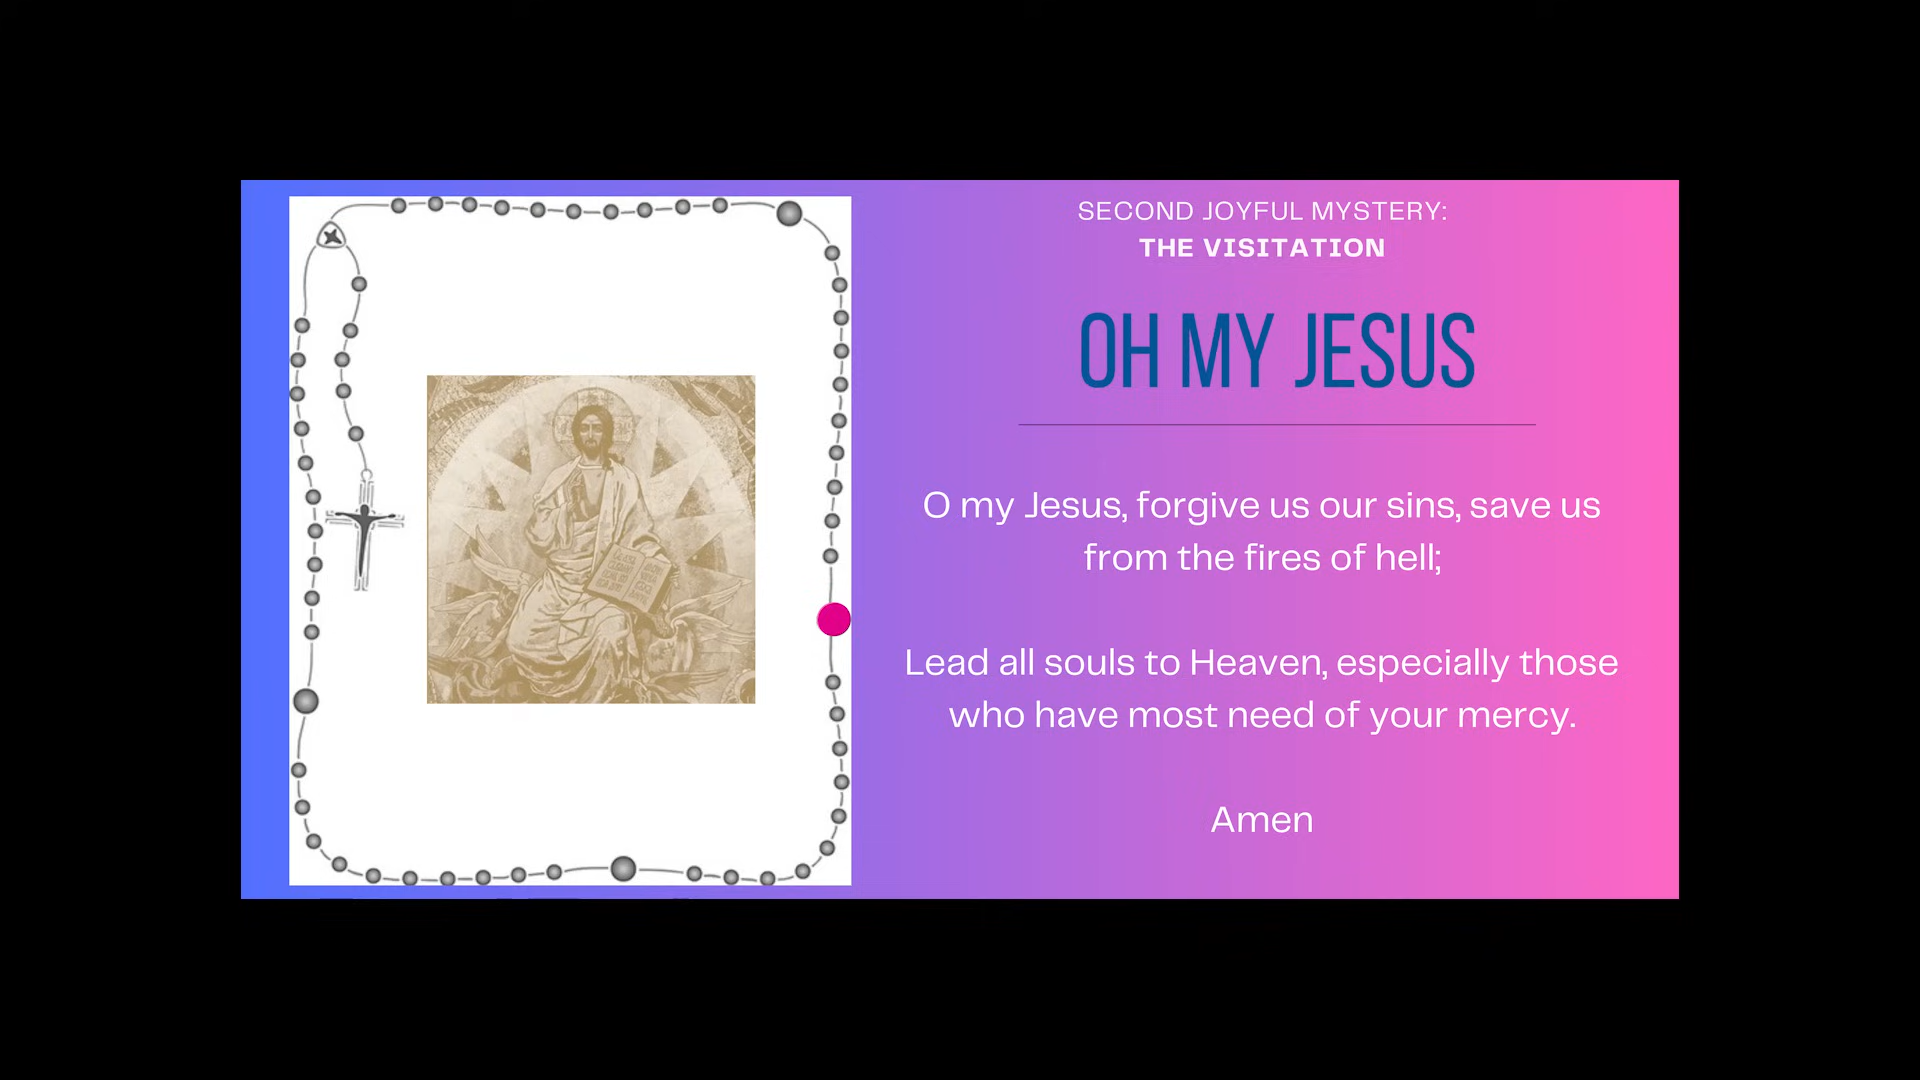 SECOND JOYFUL MYSTERY:
THE VISITATION
OH MY JESUS
O my Jesus, forgive us our sins, save us
from the fires of hell;
Lead all souls to Heaven, especially those
who have most need of your mercy.
Amen